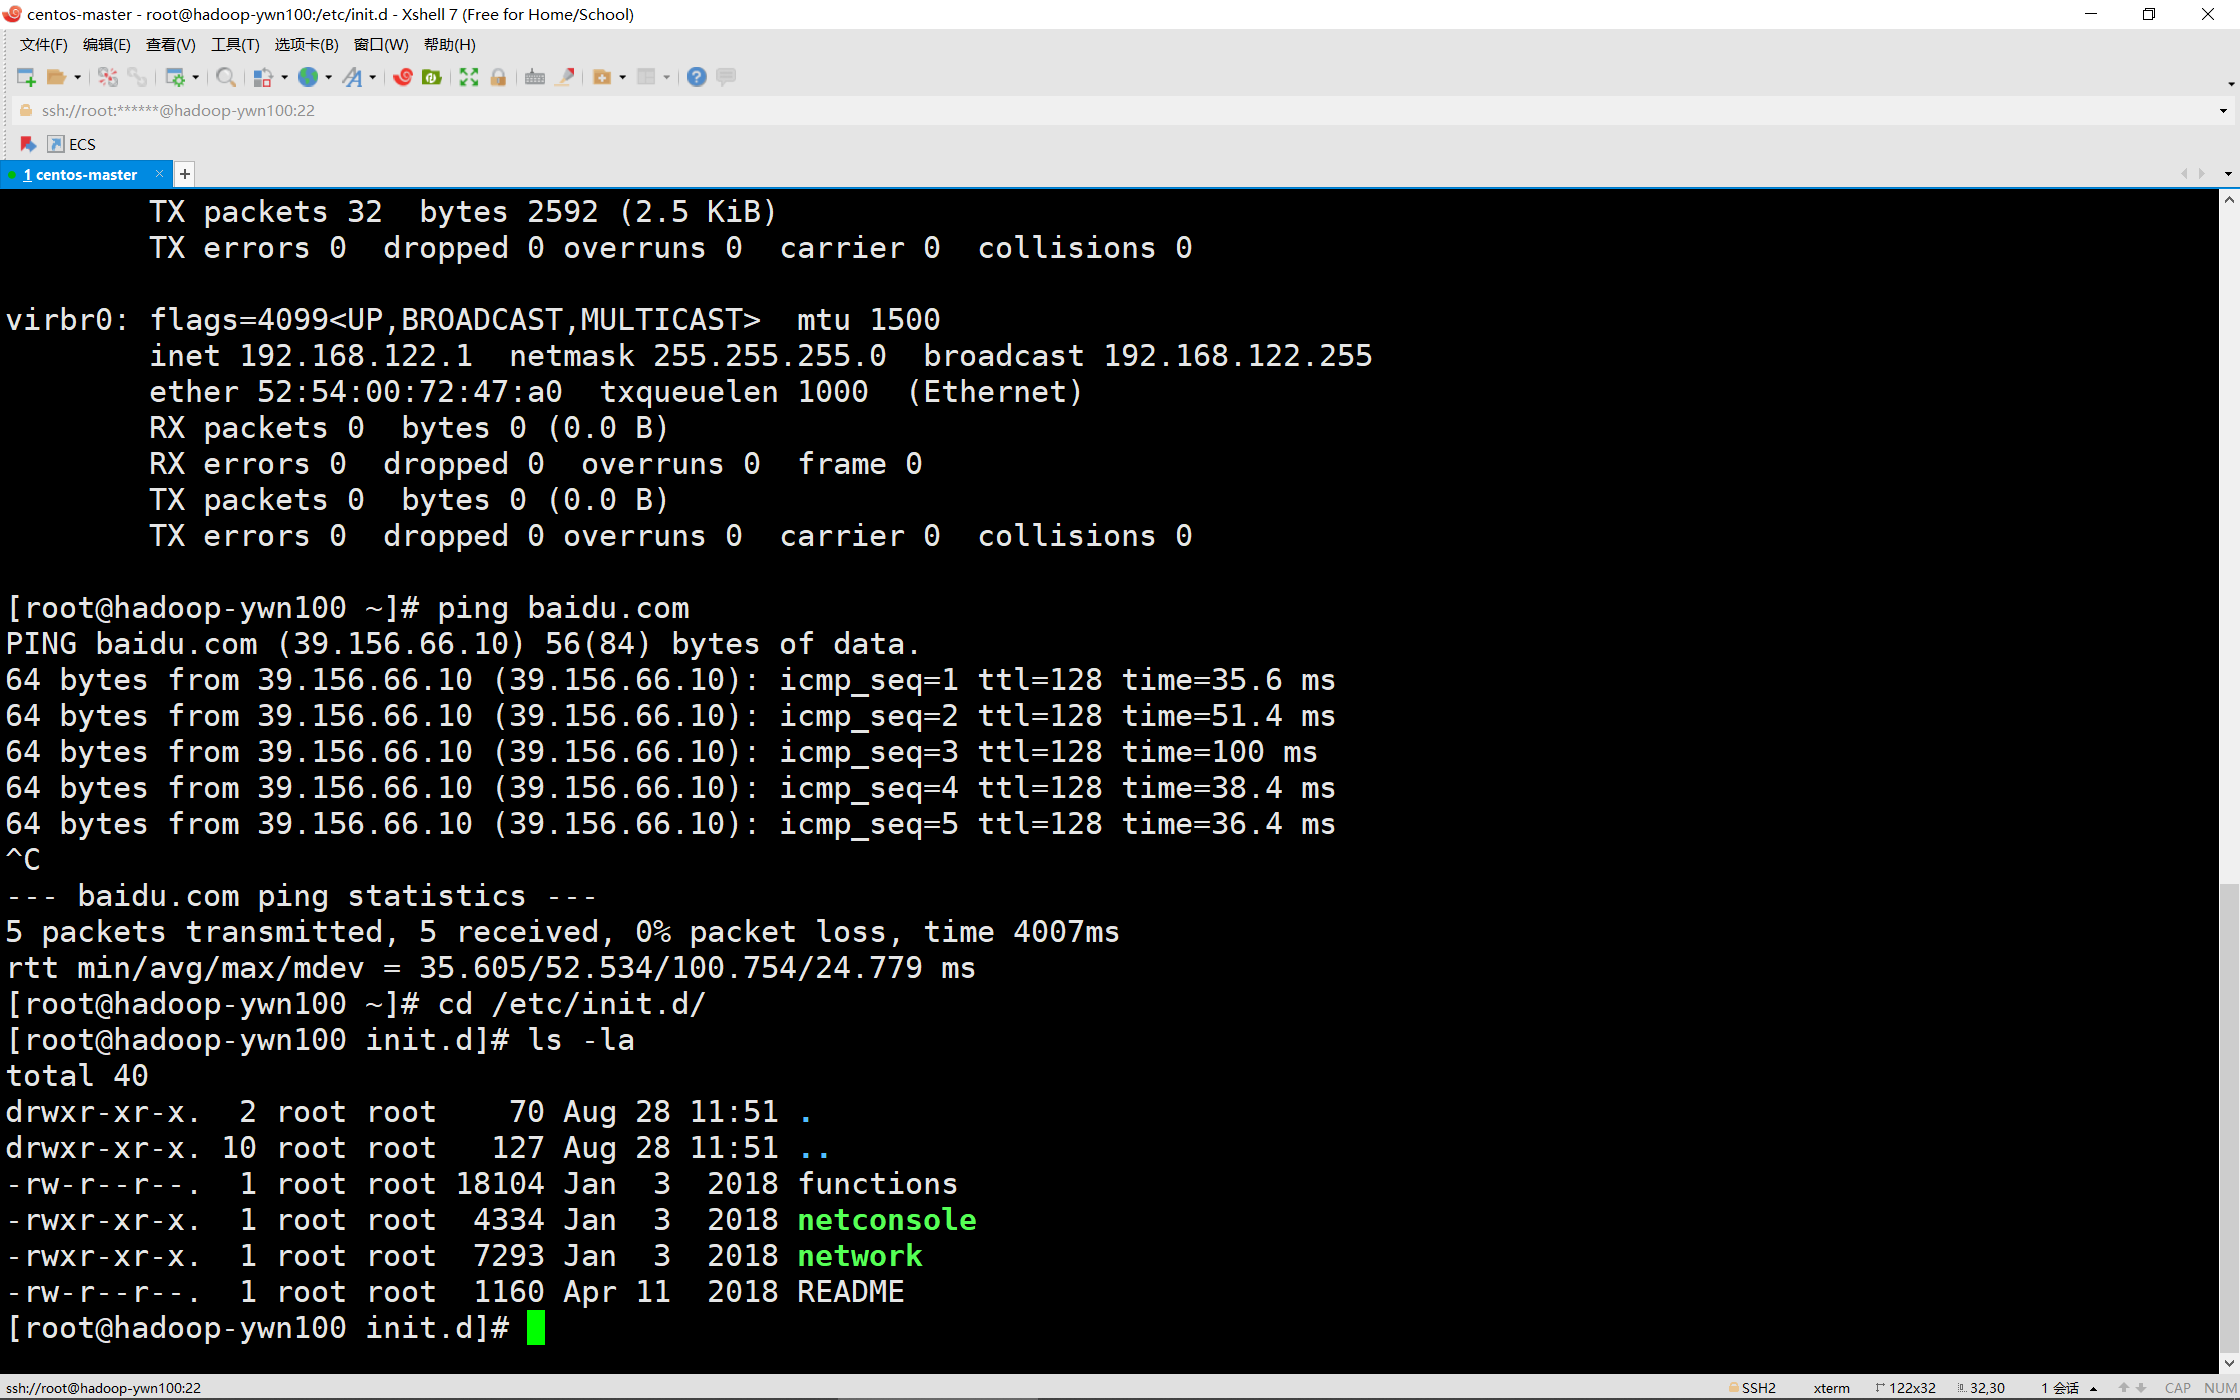 centos-master - root@hadoop-ywn100:/etc/init.d - Xshell 7 (Free for Home/School)
文件(F) 编辑(E) 查看(V) 工具(T) 选项卡(B) 窗口(W) 帮助(H)
ssh://root:******@hadoop-ywn100:22
ECS
1 centos-master × +
        TX packets 32  bytes 2592 (2.5 KiB)
        TX errors 0  dropped 0 overruns 0  carrier 0  collisions 0
virbr0: flags=4099<UP,BROADCAST,MULTICAST>  mtu 1500
        inet 192.168.122.1  netmask 255.255.255.0  broadcast 192.168.122.255
        ether 52:54:00:72:47:a0  txqueuelen 1000  (Ethernet)
        RX packets 0  bytes 0 (0.0 B)
        RX errors 0  dropped 0  overruns 0  frame 0
        TX packets 0  bytes 0 (0.0 B)
        TX errors 0  dropped 0 overruns 0  carrier 0  collisions 0
[root@hadoop-ywn100 ~]# ping baidu.com
PING baidu.com (39.156.66.10) 56(84) bytes of data.
64 bytes from 39.156.66.10 (39.156.66.10): icmp_seq=1 ttl=128 time=35.6 ms
64 bytes from 39.156.66.10 (39.156.66.10): icmp_seq=2 ttl=128 time=51.4 ms
64 bytes from 39.156.66.10 (39.156.66.10): icmp_seq=3 ttl=128 time=100 ms
64 bytes from 39.156.66.10 (39.156.66.10): icmp_seq=4 ttl=128 time=38.4 ms
64 bytes from 39.156.66.10 (39.156.66.10): icmp_seq=5 ttl=128 time=36.4 ms
^C
--- baidu.com ping statistics ---
5 packets transmitted, 5 received, 0% packet loss, time 4007ms
rtt min/avg/max/mdev = 35.605/52.534/100.754/24.779 ms
[root@hadoop-ywn100 ~]# cd /etc/init.d/
[root@hadoop-ywn100 init.d]# ls -la
total 40
drwxr-xr-x.  2 root root    70 Aug 28 11:51 .
drwxr-xr-x. 10 root root   127 Aug 28 11:51 ..
-rw-r--r--.  1 root root 18104 Jan  3  2018 functions
-rwxr-xr-x.  1 root root  4334 Jan  3  2018 netconsole
-rwxr-xr-x.  1 root root  7293 Jan  3  2018 network
-rw-r--r--.  1 root root  1160 Apr 11  2018 README
[root@hadoop-ywn100 init.d]#
ssh://root@hadoop-ywn100:22 SSH2 xterm 122x32 32,30 1 会话 CAP NUM